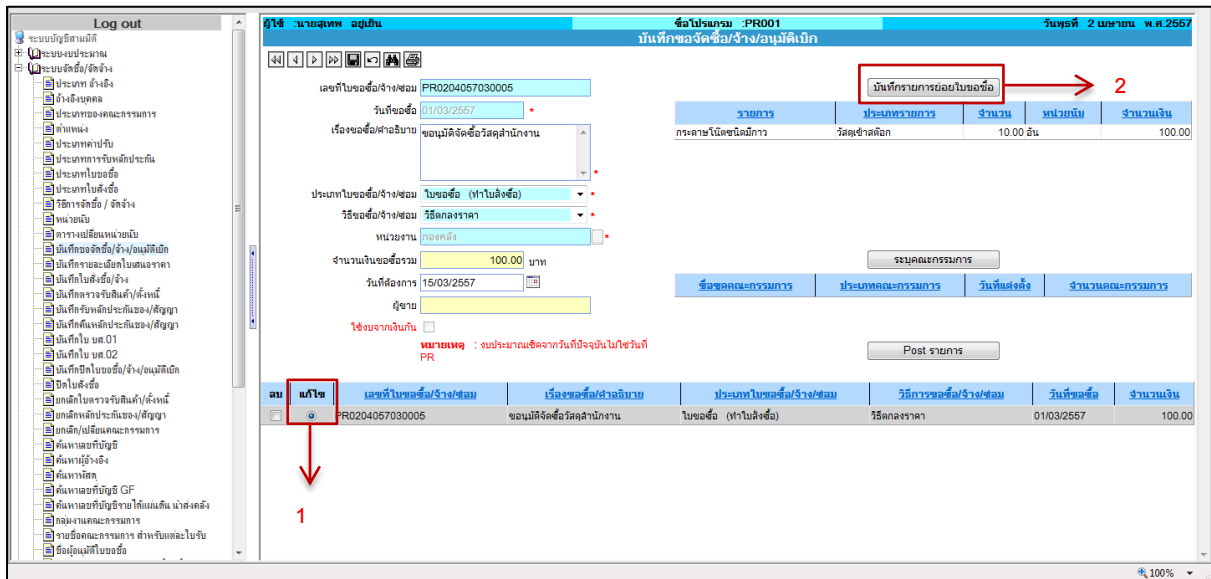 Log out
ระบบบัญชีสามมิติ
ระบบงบประมาณ
ระบบจัดซื้อ/จัดจ้าง
ประเภท อ้างอิง
อ้างอิงบุคคล
ประเภทของคณะกรรมการ
ตำแหน่ง
ประเภทค่าปรับ
ประเภทการรับหลักประกัน
ประเภทใบขอซื้อ
ประเภทใบสั่งซื้อ
วิธีการจัดซื้อ / จัดจ้าง
หน่วยนับ
ตารางเปลี่ยนหน่วยนับ
บันทึกขอจัดซื้อ/จ้าง/อนุมัติเบิก
บันทึกรายละเอียดใบเสนอราคา
บันทึกใบสั่งซื้อ/จ้าง
บันทึกตรวจรับสินค้า/ตั้งหนี้
บันทึกรับหลักประกันซอง/สัญญา
บันทึกคืนหลักประกันซอง/สัญญา
บันทึกใบ บส.01
บันทึกใบ บส.02
บันทึกปิดใบขอซื้อ/จ้าง/อนุมัติเบิก
ปิดใบสั่งซื้อ
ยกเลิกใบตรวจรับสินค้า/ตั้งหนี้
ยกเลิกหลักประกันซอง/สัญญา
ยกเลิก/เปลี่ยนคณะกรรมการ
ค้นหาเลขที่บัญชี
ค้นหาผู้อ้างอิง
ค้นหาพัสดุ
ค้นหาเลขที่บัญชี GF
ค้นหาเลขที่บัญชีรายได้แผ่นดิน นำส่งคลัง
กลุ่มงานคณะกรรมการ
รายชื่อคณะกรรมการ สำหรับแต่ละใบรับ
ชื่อผู้อนุมัติใบขอซื้อ
ผู้ใช้ :นายสุเทพ อยู่เย็น ชื่อโปรแกรม :PR001 วันพุธที่ 2 เมษายน พ.ศ.2557
บันทึกขอจัดซื้อ/จ้าง/อนุมัติเบิก
เลขที่ใบขอซื้อ/จ้าง/ซ่อม PR0204057030005
วันที่ขอซื้อ 01/03/2557 *
เรื่องขอซื้อ/คำอธิบาย ขออนุมัติจัดซื้อวัสดุสำนักงาน *
ประเภทใบขอซื้อ/จ้าง/ซ่อม ใบขอซื้อ (ทำใบสั่งซื้อ) *
วิธีขอซื้อ/จ้าง/ซ่อม วิธีตกลงราคา *
หน่วยงาน กองคลัง ... *
จำนวนเงินขอซื้อรวม 100.00 บาท
วันที่ต้องการ 15/03/2557
ผู้ขาย
ใช้งบจากเงินกัน
หมายเหตุ : งบประมาณเช็คจากวันที่ปัจจุบันไม่ใช่วันที่
PR
บันทึกรายการย่อยใบขอซื้อ 2
รายการ ประเภทรายการ จำนวน หน่วยนับ จำนวนเงิน
กระดาษโน๊ตชนิดมีกาว วัสดุเข้าสต๊อก 10.00 อัน 100.00
ระบุคณะกรรมการ
ชื่อชุดคณะกรรมการ ประเภทคณะกรรมการ วันที่แต่งตั้ง จำนวนคณะกรรมการ
Post รายการ
ลบ แก้ไข เลขที่ใบขอซื้อ/จ้าง/ซ่อม เรื่องขอซื้อ/คำอธิบาย ประเภทใบขอซื้อ/จ้าง/ซ่อม วิธีการขอซื้อ/จ้าง/ซ่อม วันที่ขอซื้อ จำนวนเงิน
PR0204057030005 ขออนุมัติจัดซื้อวัสดุสำนักงาน ใบขอซื้อ (ทำใบสั่งซื้อ) วิธีตกลงราคา 01/03/2557 100.00
1
100%